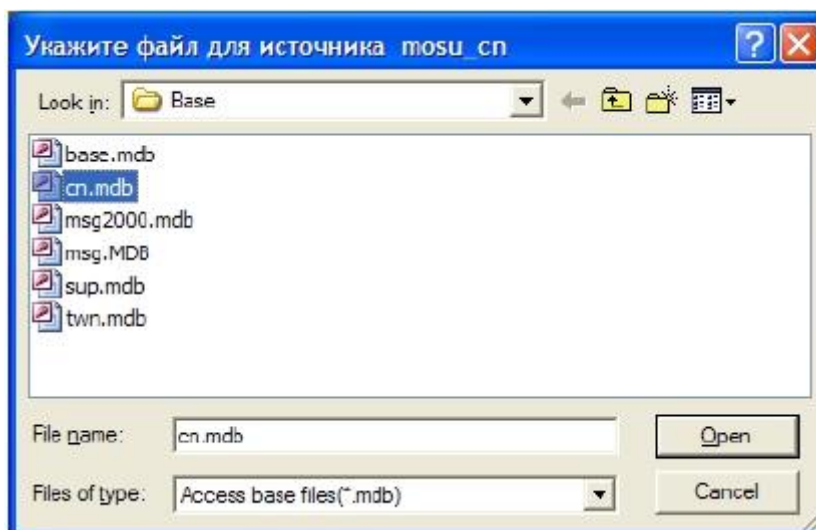 Укажите файл для источника mosu_cn
Look in: Base
base.mdb
cn.mdb
msg2000.mdb
msg.MDB
sup.mdb
twn.mdb
File name: cn.mdb Open
Files of type: Access base files(*.mdb) Cancel